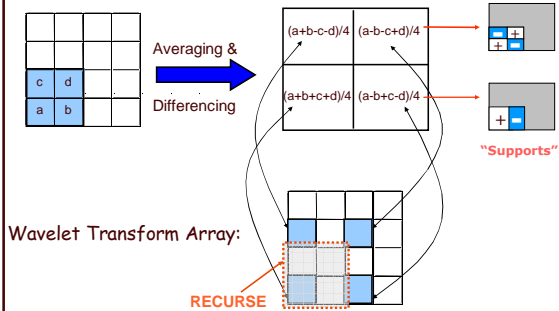 (a+b-c-d)/4 (a-b-c+d)/4
Averaging &
c d
a b
Differencing
(a+b+c+d)/4 (a-b+c-d)/4
- +
+ -
+ -
"Supports"
Wavelet Transform Array:
RECURSE